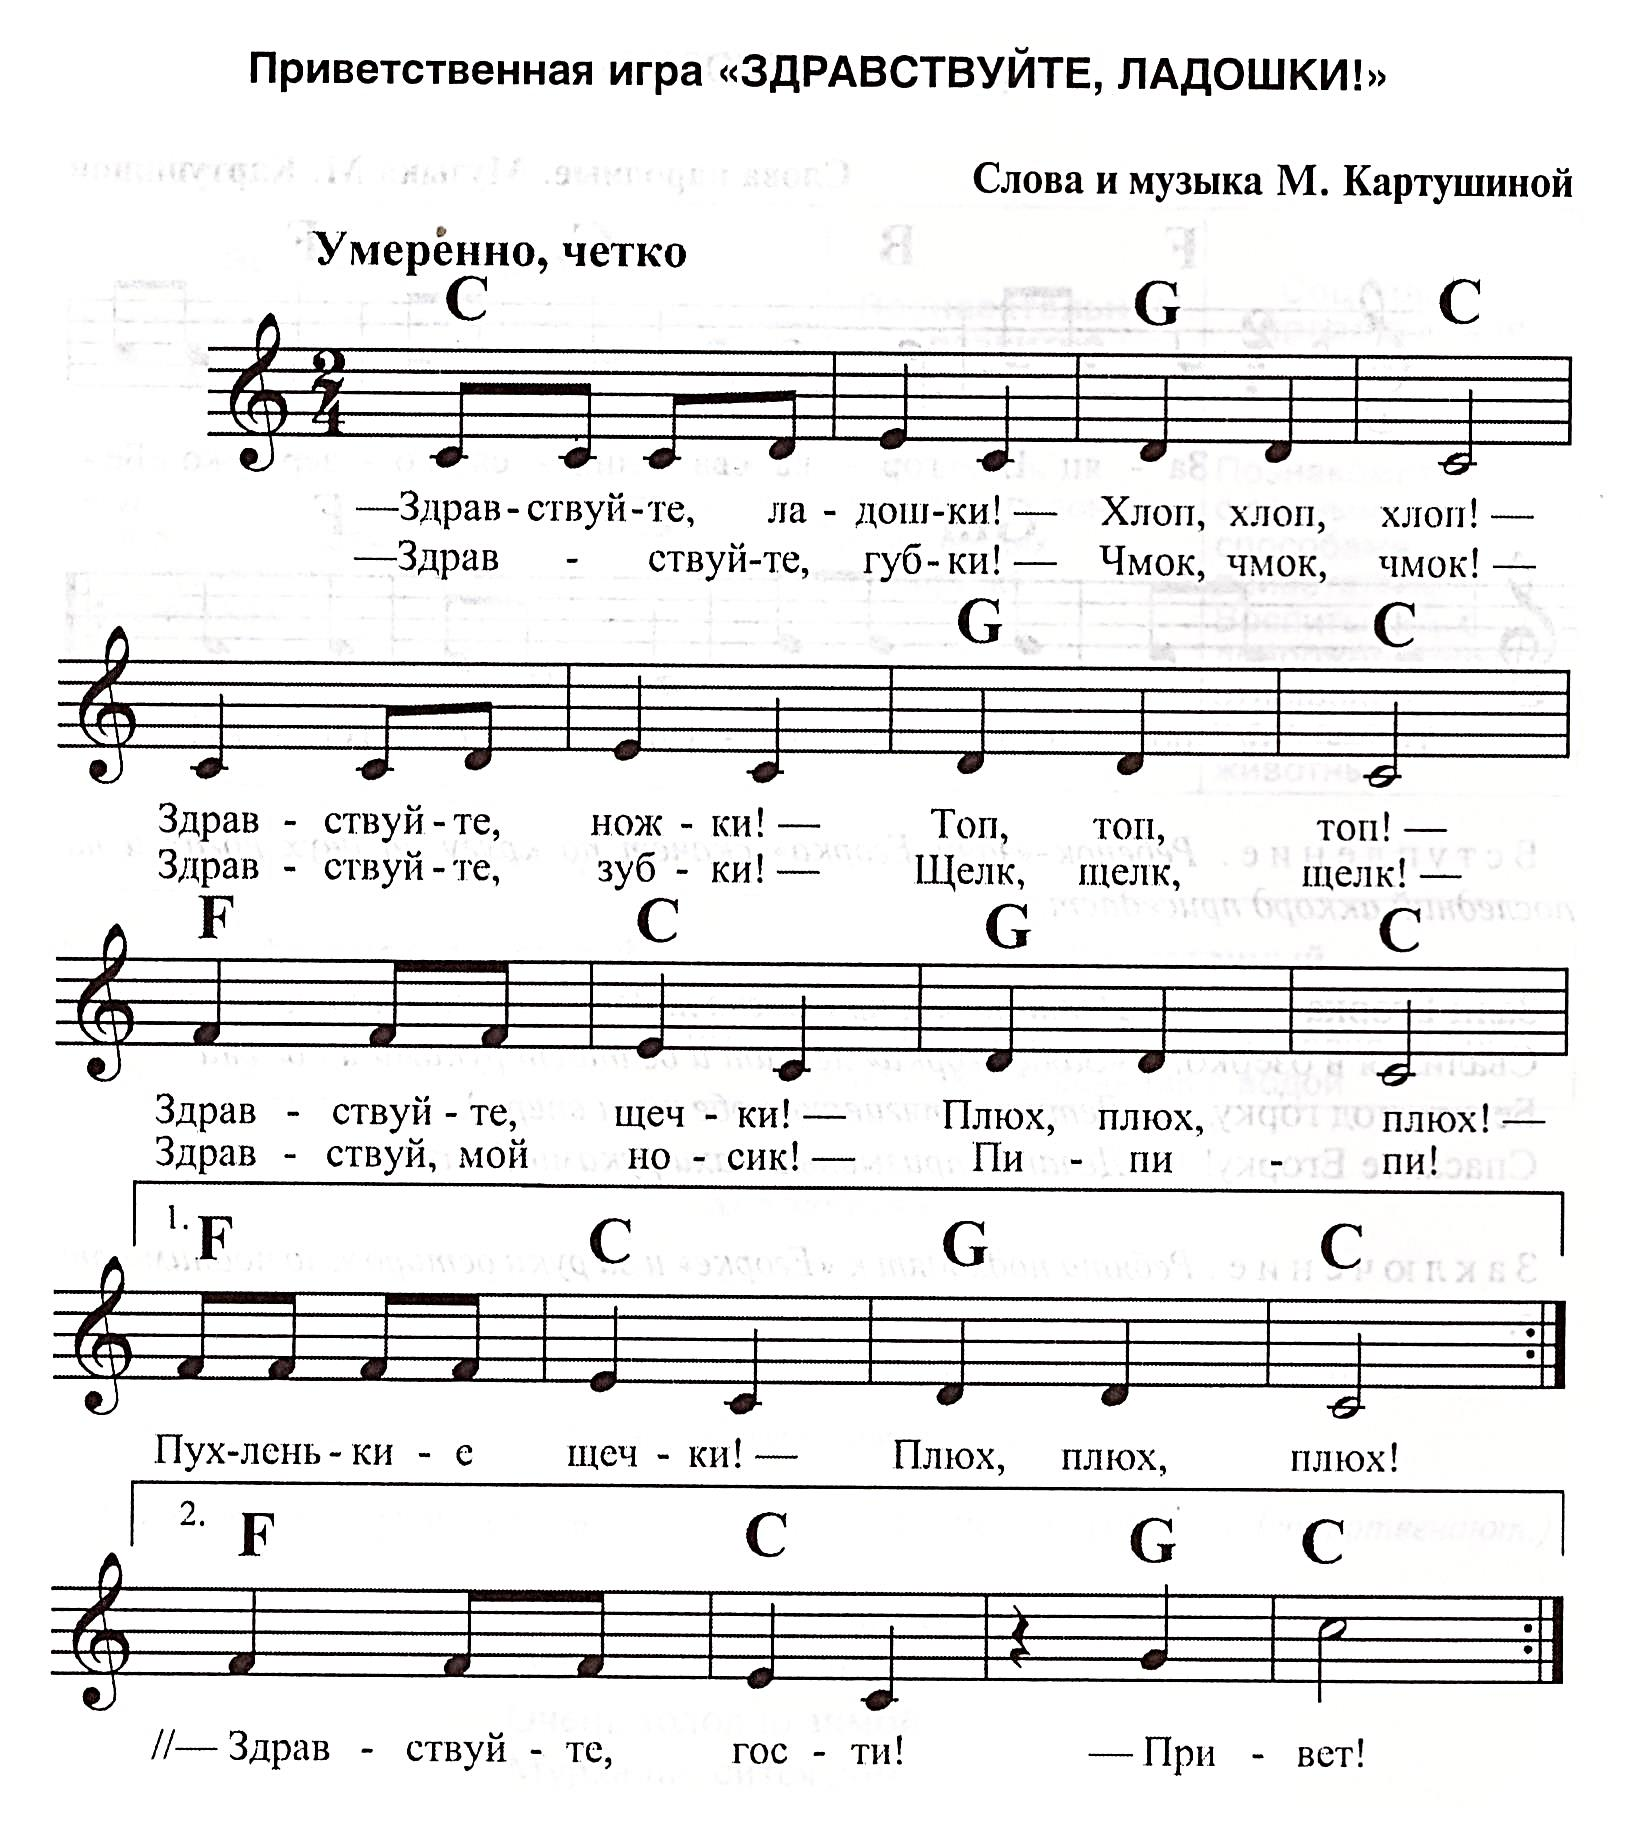 Приветственная игра «ЗДРАВСТВУЙТЕ, ЛАДОШКИ!»
Слова и музыка М. Картушиной
Умеренно, четко
C G C
2
4
—Здрав-ствуй-те, ла - дош-ки! — Хлоп, хлоп, хлоп! —
—Здрав - ствуй-те, губ-ки! — Чмок, чмок, чмок! —
G C
Здрав - ствуй-те, нож - ки! — Топ, топ, топ! —
Здрав - ствуй-те, зуб - ки! — Щелк, щелк, щелк! —
F C G C
Здрав - ствуй - те, щеч - ки! — Плюх, плюх, плюх! —
Здрав - ствуй, мой но - сик! — Пи - пи - пи!
1. F C G C
Пух-лень-ки - е щеч - ки! — Плюх, плюх, плюх!
2. F C G C
//— Здрав - ствуй - те, гос - ти! — При - вет!